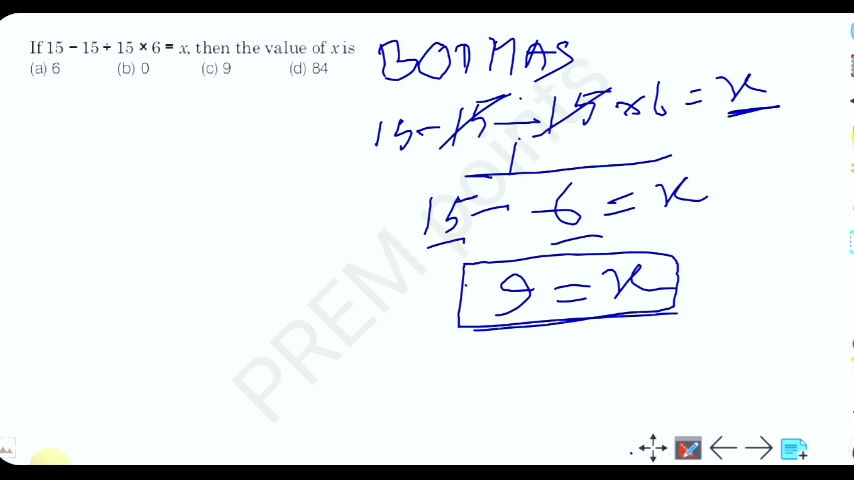 If 15 − 15 ÷ 15 × 6 = x, then the value of x is
(a) 6 (b) 0 (c) 9 (d) 84
BODMAS
15 − 15 ÷ 15 × 6 = x
1
15 − 6 = x
9 = x
PREM points